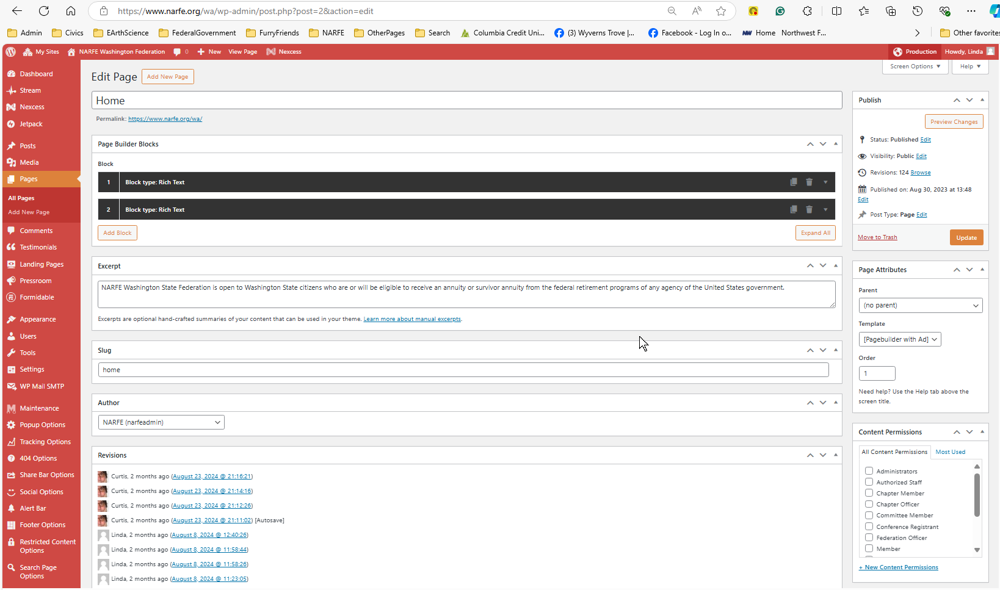 https://www.narfe.org/wa/wp-admin/post.php?post=2&action=edit
Admin Civics EArthScience FederalGovernment FurryFriends NARFE OtherPages Search Columbia Credit Uni... (3) Wyverns Trove |... Facebook - Log In o... Home Northwest F... Other favorites
My Sites NARFE Washington Federation 0 New View Page Nexcess Production Howdy, Linda
Screen Options Help
Dashboard
Stream
Nexcess
Jetpack
Posts
Media
Pages
All Pages
Add New Page
Comments
Testimonials
Landing Pages
Pressroom
Formidable
Appearance
Users
Tools
Settings
WP Mail SMTP
Maintenance
Popup Options
Tracking Options
404 Options
Share Bar Options
Social Options
Alert Bar
Footer Options
Restricted Content
Options
Search Page
Options
Edit Page Add New Page
Home
Permalink: https://www.narfe.org/wa/
Page Builder Blocks
Block
1 Block type: Rich Text
2 Block type: Rich Text
Add Block Expand All
Excerpt
NARFE Washington State Federation is open to Washington State citizens who are or will be eligible to receive an annuity or survivor annuity from the federal retirement programs of any agency of the United States government.
Excerpts are optional hand-crafted summaries of your content that can be used in your theme. Learn more about manual excerpts.
Slug
home
Author
NARFE (narfeadmin)
Revisions
Curtis, 2 months ago (August 23, 2024 @ 21:16:21)
Curtis, 2 months ago (August 23, 2024 @ 21:14:16)
Curtis, 2 months ago (August 23, 2024 @ 21:12:26)
Curtis, 2 months ago (August 23, 2024 @ 21:11:02) [Autosave]
Linda, 2 months ago (August 8, 2024 @ 12:40:26)
Linda, 2 months ago (August 8, 2024 @ 11:58:44)
Linda, 2 months ago (August 8, 2024 @ 11:58:26)
Linda, 2 months ago (August 8, 2024 @ 11:23:05)
Publish
Preview Changes
Status: Published Edit
Visibility: Public Edit
Revisions: 124 Browse
Published on: Aug 30, 2023 at 13:48
Edit
Post Type: Page Edit
Move to Trash Update
Page Attributes
Parent
(no parent)
Template
[Pagebuilder with Ad]
Order
1
Need help? Use the Help tab above the
screen title.
Content Permissions
All Content Permissions Most Used
Administrators
Authorized Staff
Chapter Member
Chapter Officer
Committee Member
Conference Registrant
Federation Officer
Member
+ New Content Permissions